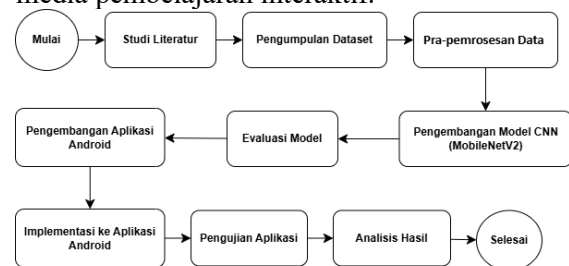 media pembelajaran interaktif.
Mulai
Studi Literatur
Pengumpulan Dataset
Pra-pemrosesan Data
Pengembangan Model CNN
(MobileNetV2)
Evaluasi Model
Pengembangan Aplikasi
Android
Implementasi ke Aplikasi
Android
Pengujian Aplikasi
Analisis Hasil
Selesai